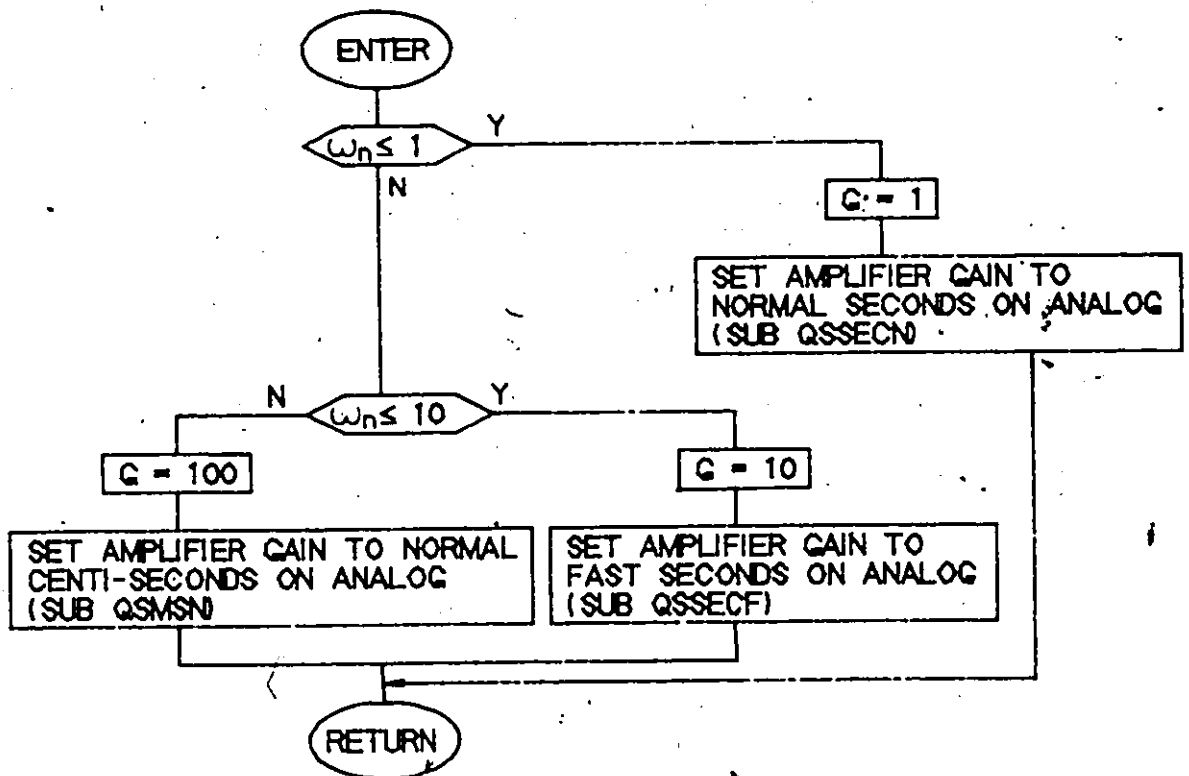 ENTER
ωn ≤ 1
Y
N
G = 1
SET AMPLIFIER GAIN TO
NORMAL SECONDS ON ANALOG
(SUB QSSECN)
N
ωn ≤ 10
Y
G = 100
G = 10
SET AMPLIFIER GAIN TO NORMAL
CENTI-SECONDS ON ANALOG
(SUB QSMSN)
SET AMPLIFIER GAIN TO
FAST SECONDS ON ANALOG
(SUB QSSECF)
RETURN